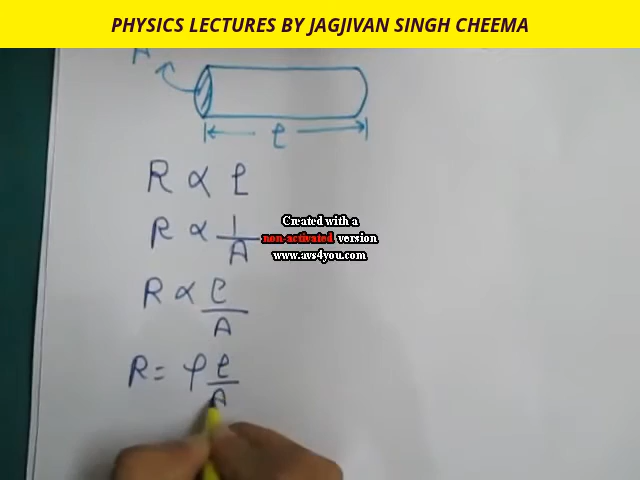 PHYSICS LECTURES BY JAGJIVAN SINGH CHEEMA
A
ℓ
R ∝ ℓ
R ∝ 1/A
Created with a
non-activated version
www.avs4you.com
R ∝ ℓ/A
R = ρ ℓ/A